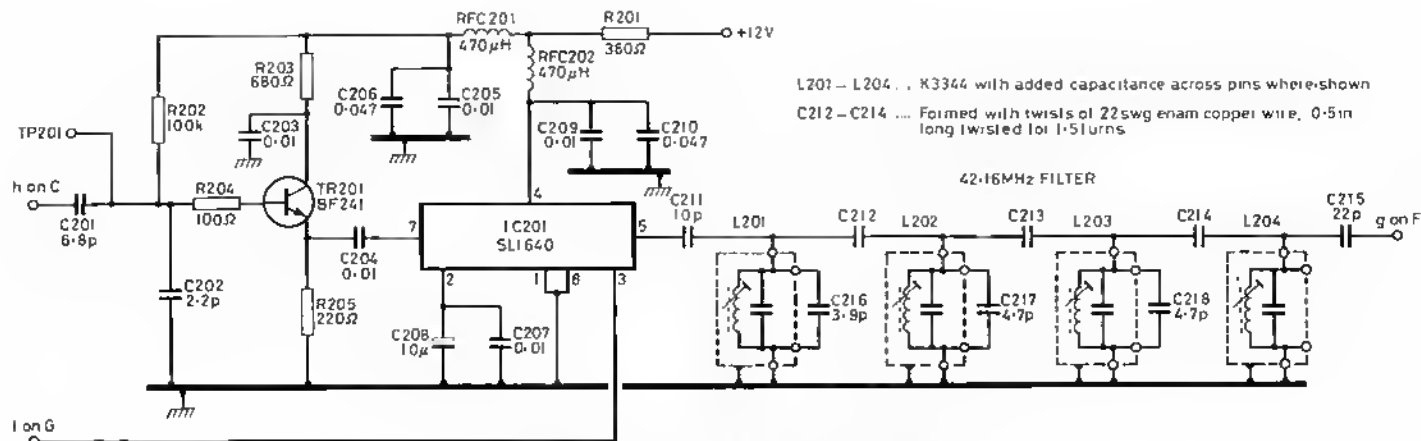 RFC201
470μH
R201
380Ω
+12V
RFC202
470μH
R203
680Ω
R202
100k
C206
0·047
C205
0·01
TP201
C203
0·01
C209
0·01
C210
0·047
L201 – L204 .. K3344 with added capacitance across pins where shown
C212 – C214 ... Formed with twists of 22swg enam copper wire, 0·5in
long twisted for 1·5turns
42·16MHz FILTER
h on C
C201
6·8p
R204
100Ω
TR201
BF241
C204
0·01
7
4
IC201
SL1640
5
2
1
6
3
C211
10p
L201
C212
L202
C213
L203
C214
L204
C215
22p
g on F
C202
2·2p
R205
220Ω
C208
10μ
C207
0·01
C216
3·9p
C217
4·7p
C218
4·7p